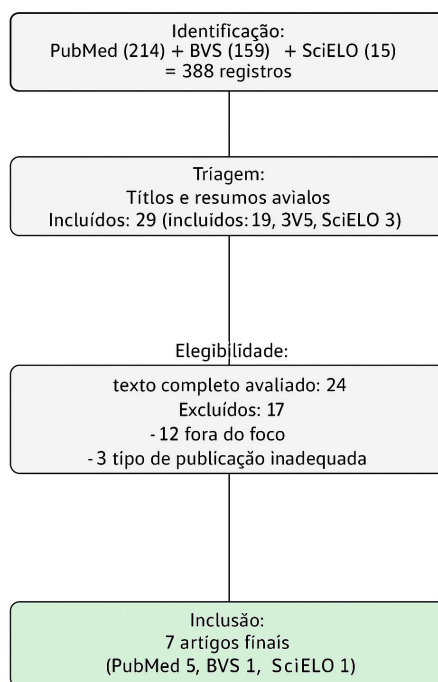 Identificação:
PubMed (214) + BVS (159) + SciELO (15)
= 388 registros
Triagem:
Títlos e resumos avialos
Incluídos: 29 (incluidos: 19, 3V5, SciELO 3)
Elegibilidade:
texto completo avaliado: 24
Excluídos: 17
- 12 fora do foco
- 3 tipo de publicação inadequada
Inclusão:
7 artigos finais
(PubMed 5, BVS 1, SciELO 1)